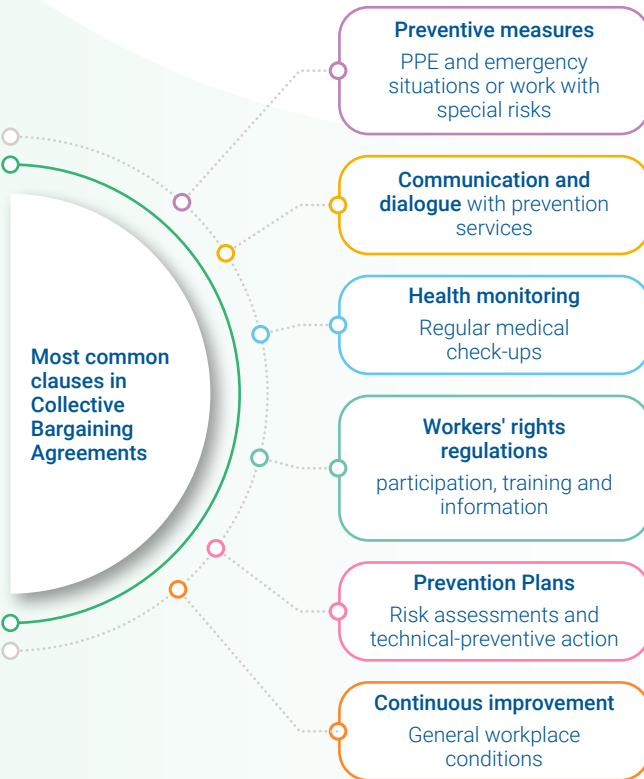 Most common
clauses in
Collective
Bargaining
Agreements
Preventive measures
PPE and emergency
situations or work with
special risks
Communication and
dialogue with prevention
services
Health monitoring
Regular medical
check-ups
Workers' rights
regulations
participation, training and
information
Prevention Plans
Risk assessments and
technical-preventive action
Continuous improvement
General workplace
conditions